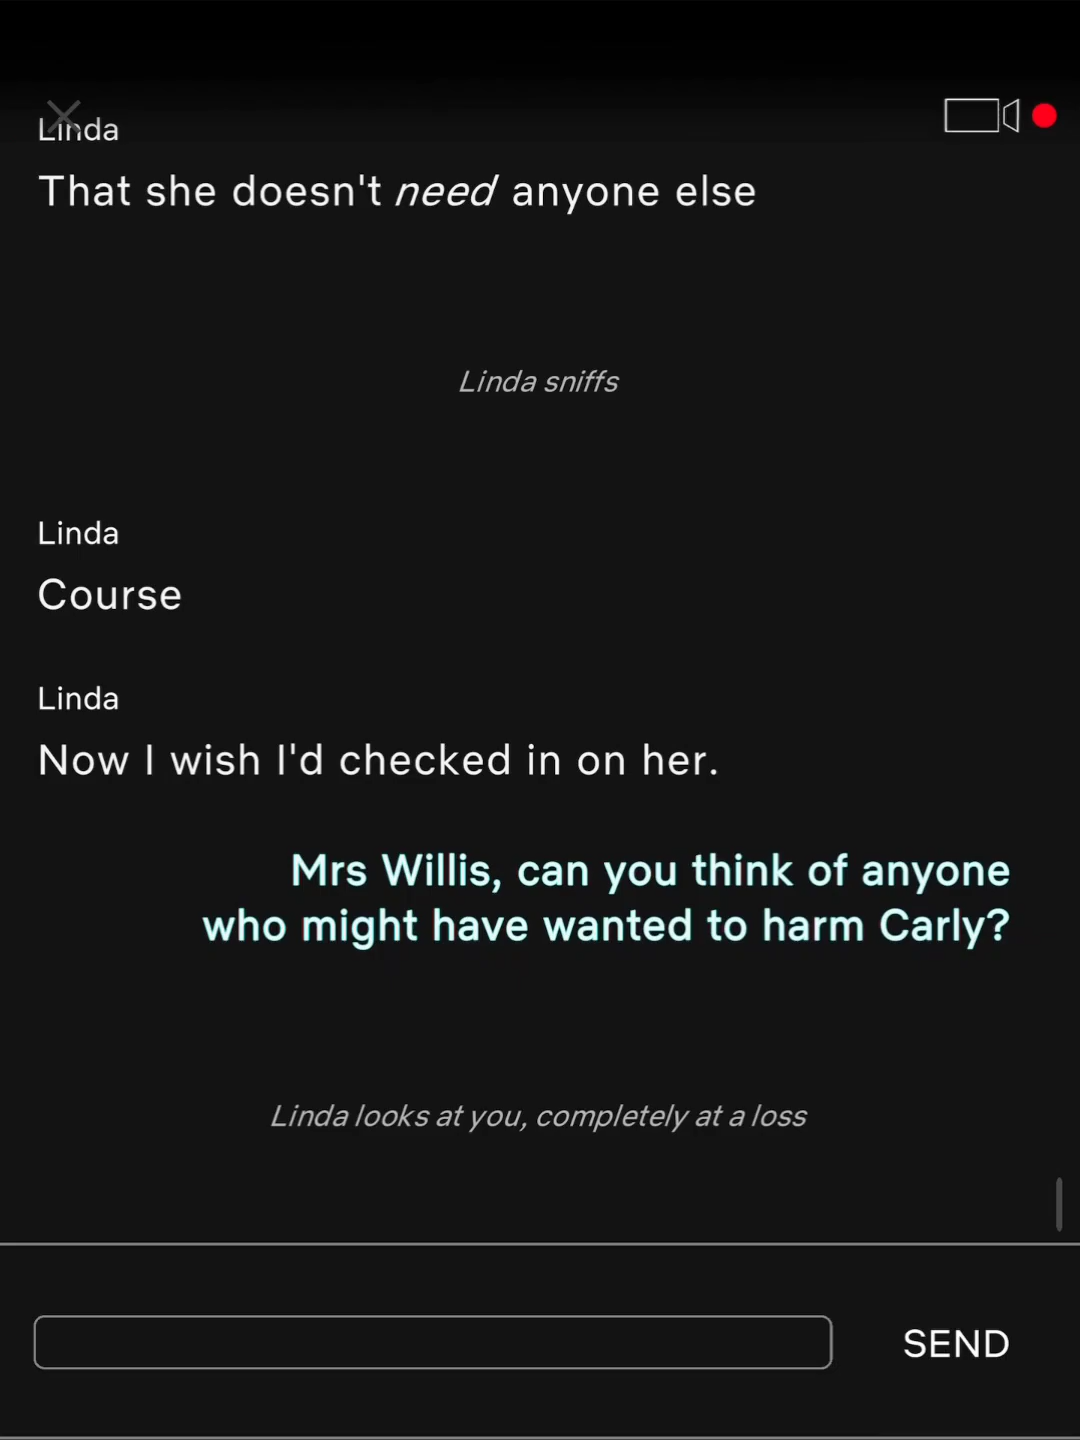 Linda
That she doesn't need anyone else
Linda sniffs
Linda
Course
Linda
Now I wish I'd checked in on her.
Mrs Willis, can you think of anyone
who might have wanted to harm Carly?
Linda looks at you, completely at a loss
SEND